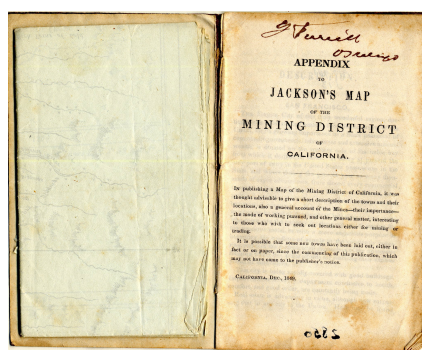 APPENDIX
TO
JACKSON'S MAP
OF THE
MINING DISTRICT
OF
CALIFORNIA.
In publishing a Map of the Mining District of California, it was
thought advisable to give a short description of the towns and their
locations, also a general account of the Mines—their importance—
the mode of working pursued, and other general matter, interesting
to those who wish to seek out locations either for mining or
trading.
It is possible that some new towns have been laid out, either in
fact or on paper, since the commencing of this publication, which
may not have come to the publisher's notice.
California, Dec., 1849.